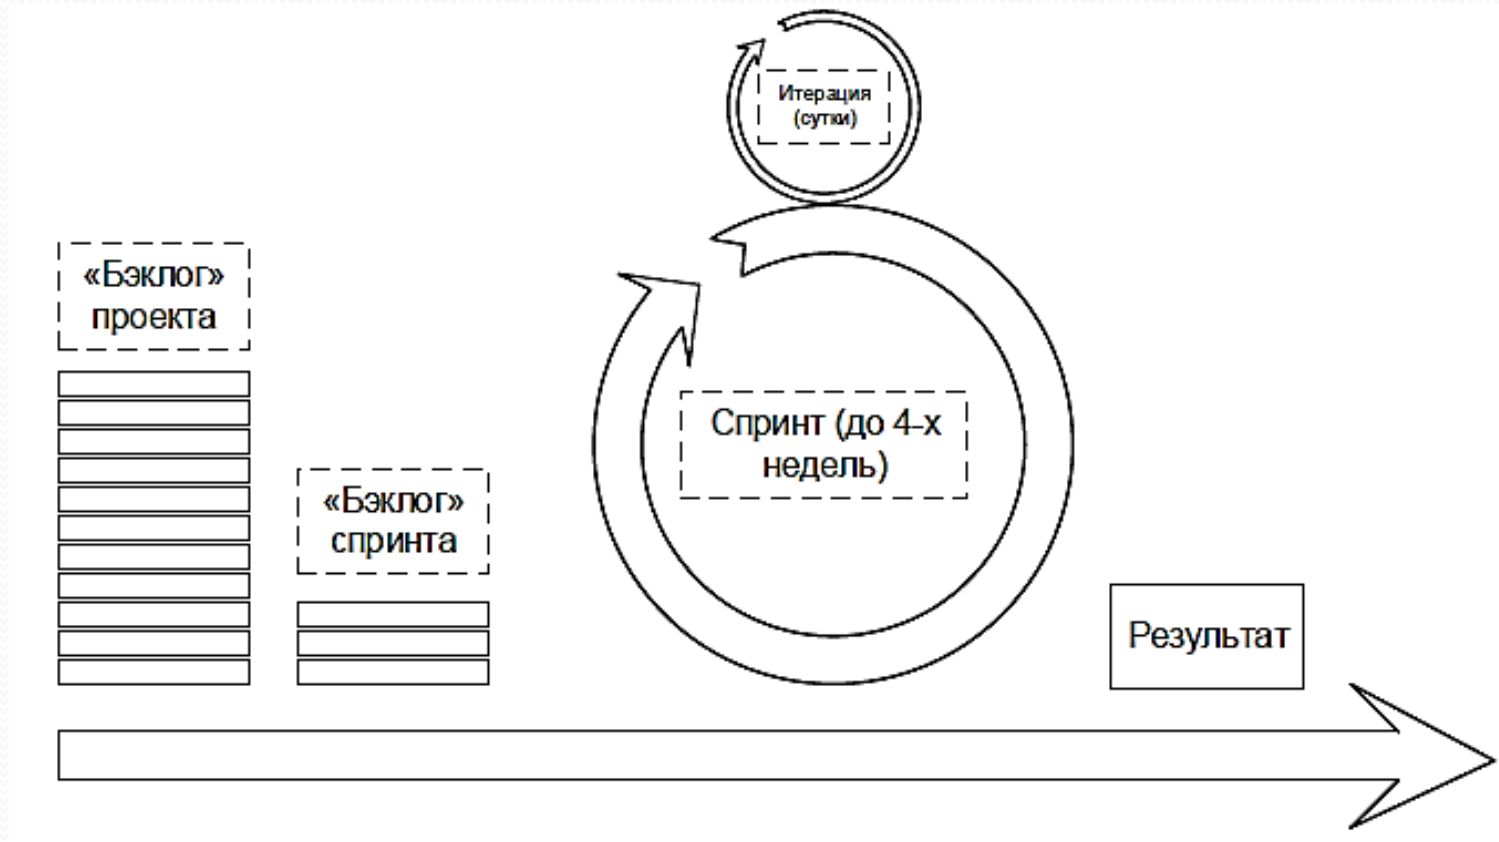 Итерация
(сутки)
«Бэклог»
проекта
«Бэклог»
спринта
Спринт (до 4-х
недель)
Результат